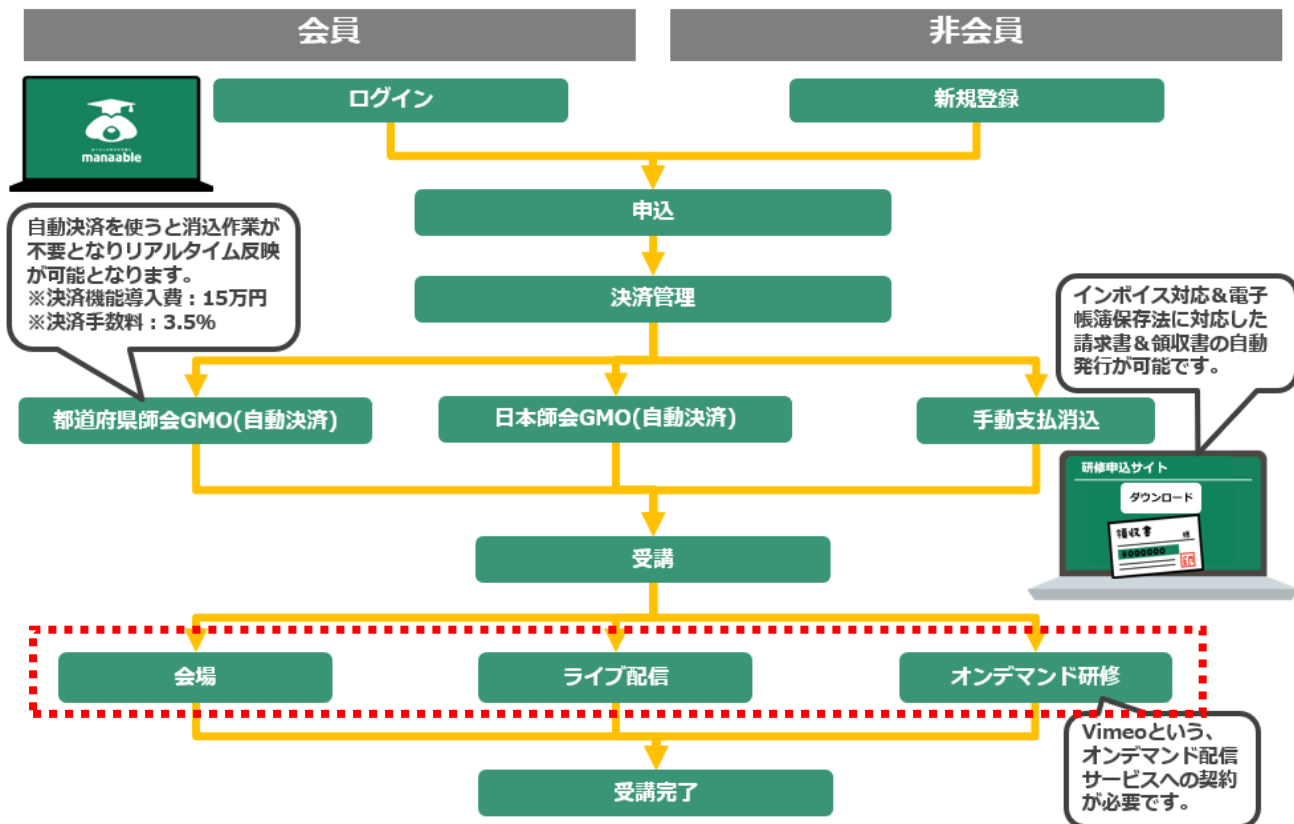 会員
非会員
ログイン
新規登録
manaable
申込
自動決済を使うと消込作業が
不要となりリアルタイム反映
が可能となります。
※決済機能導入費：15万円
※決済手数料：3.5%
決済管理
インボイス対応&電子
帳簿保存法に対応した
請求書&領収書の自動
発行が可能です。
都道府県師会GMO(自動決済)
日本師会GMO(自動決済)
手動支払消込
研修申込サイト
ダウンロード
領収書 様
¥000000
印
受講
会場
ライブ配信
オンデマンド研修
Vimeoという、
オンデマンド配信
サービスへの契約
が必要です。
受講完了